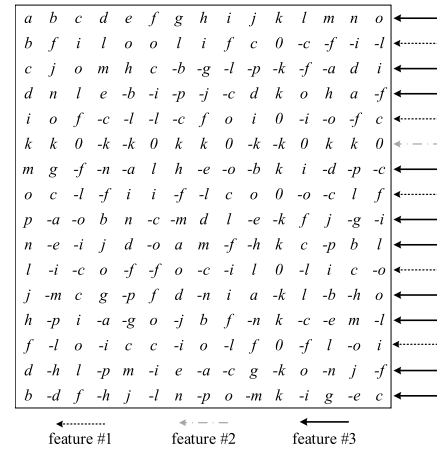 a b c d e f g h i j k l m n o
b f i l o o l i f c 0 -c -f -i -l
c j o m h c -b -g -l -p -k -f -a d i
d n l e -b -i -p -j -c d k o h a -f
i o f -c -l -l -c f o i 0 -i -o -f c
k k 0 -k -k 0 k k 0 -k -k 0 k k 0
m g -f -n -a l h -e -o -b k i -d -p -c
o c -l -f i i -f -l c o 0 -o -c l f
p -a -o b n -c -m d l -e -k f j -g -i
n -e -i j d -o a m -f -h k c -p b l
l -i -c o -f -f o -c -i l 0 -l i c -o
j -m c g -p f d -n i a -k l -b -h o
h -p i -a -g o -j b f -n k -c -e m -l
f -l o -i c c -i o -l f 0 -f l -o i
d -h l -p m -i e -a -c g -k o -n j -f
b -d f -h j -l n -p o -m k -i g -e c
feature #1 feature #2 feature #3